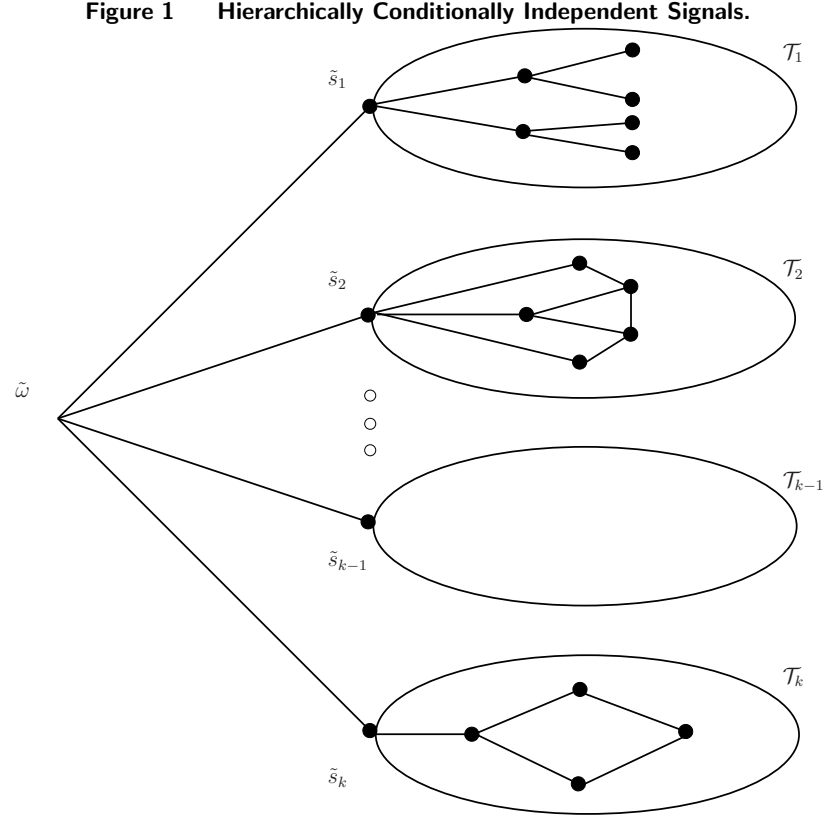 Figure 1 Hierarchically Conditionally Independent Signals.
s̃₁
𝒯₁
s̃₂
𝒯₂
ω̃
𝒯ₖ₋₁
s̃ₖ₋₁
𝒯ₖ
s̃ₖ